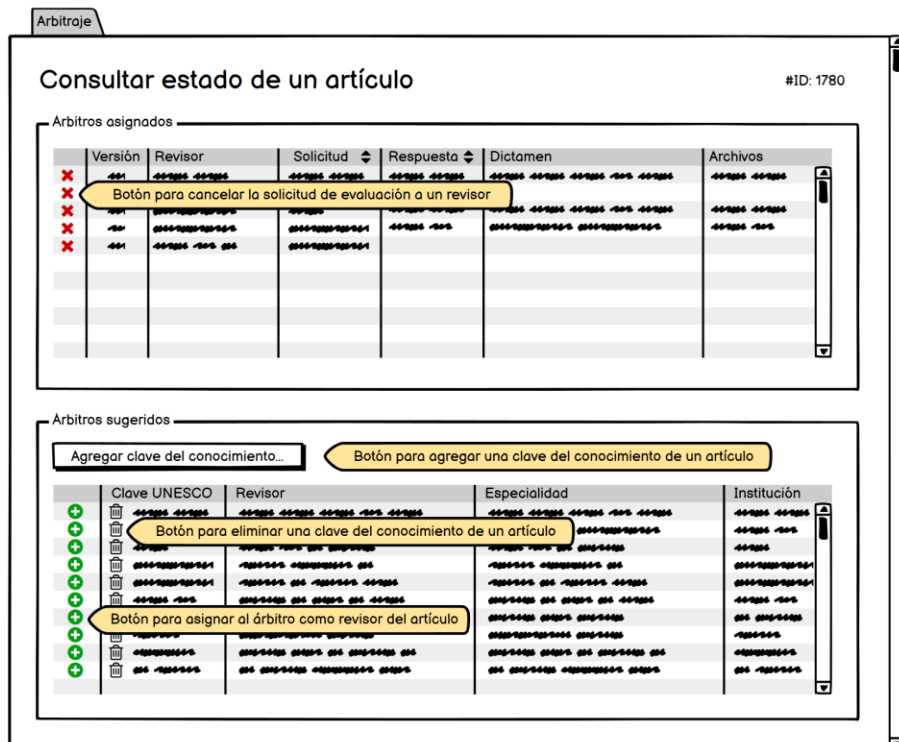 Arbitraje
Consultar estado de un artículo
#ID: 1780
Arbitros asignados
Versión Revisor Solicitud Respuesta Dictamen Archivos
Botón para cancelar la solicitud de evaluación a un revisor
Arbitros sugeridos
Agregar clave del conocimiento...
Botón para agregar una clave del conocimiento de un artículo
Clave UNESCO Revisor Especialidad Institución
Botón para eliminar una clave del conocimiento de un artículo
Botón para asignar al árbitro como revisor del artículo